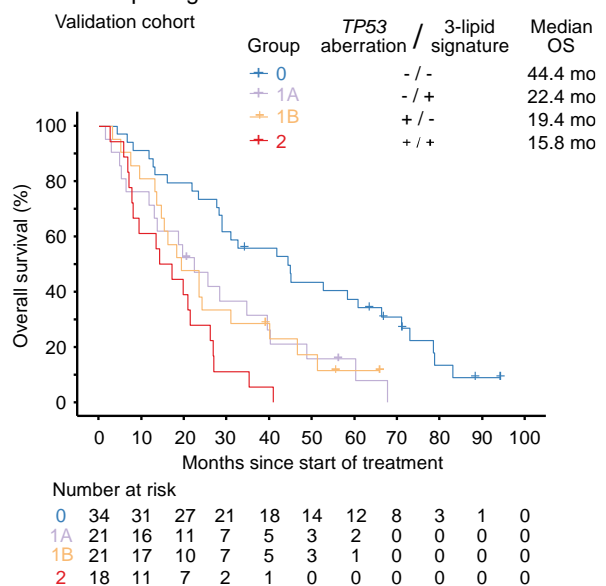 Validation cohort
Group TP53 aberration / 3-lipid signature Median OS
0 - / - 44.4 mo
1A - / + 22.4 mo
1B + / - 19.4 mo
2 + / + 15.8 mo
Overall survival (%)
100
80
60
40
20
0
0 10 20 30 40 50 60 70 80 90 100
Months since start of treatment
Number at risk
0 34 31 27 21 18 14 12 8 3 1 0
1A 21 16 11 7 5 3 2 0 0 0 0
1B 21 17 10 7 5 3 1 0 0 0 0
2 18 11 7 2 1 0 0 0 0 0 0